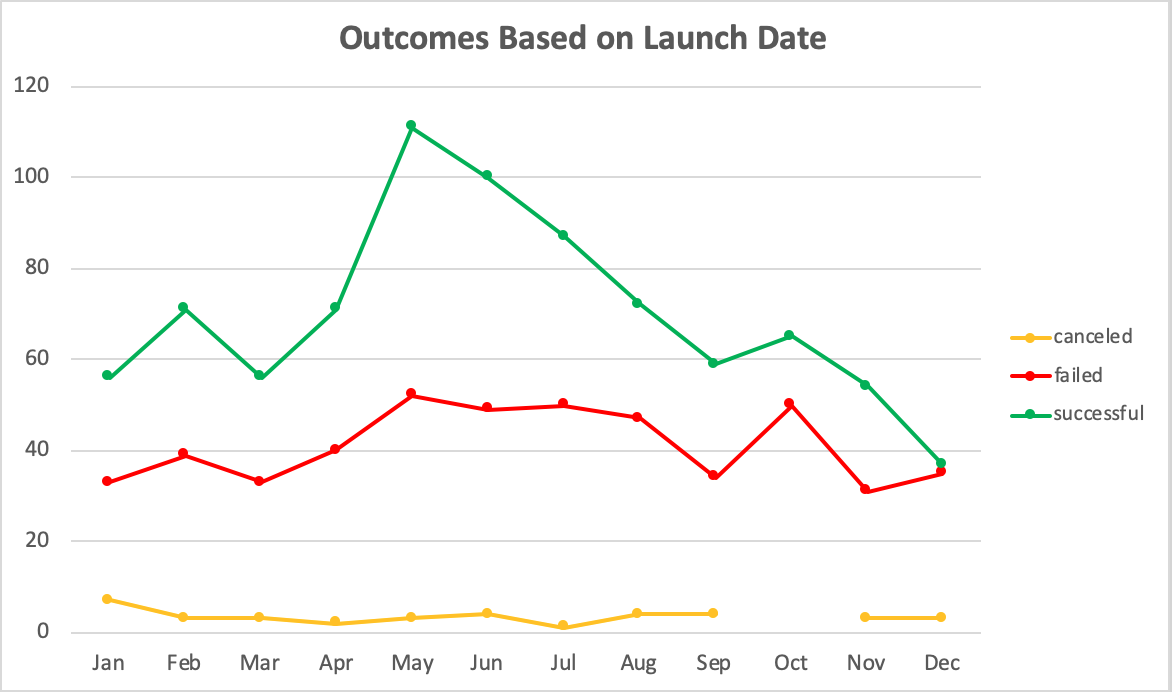 Outcomes Based on Launch Date
120
100
80
60
40
20
0
Jan Feb Mar Apr May Jun Jul Aug Sep Oct Nov Dec
canceled
failed
successful